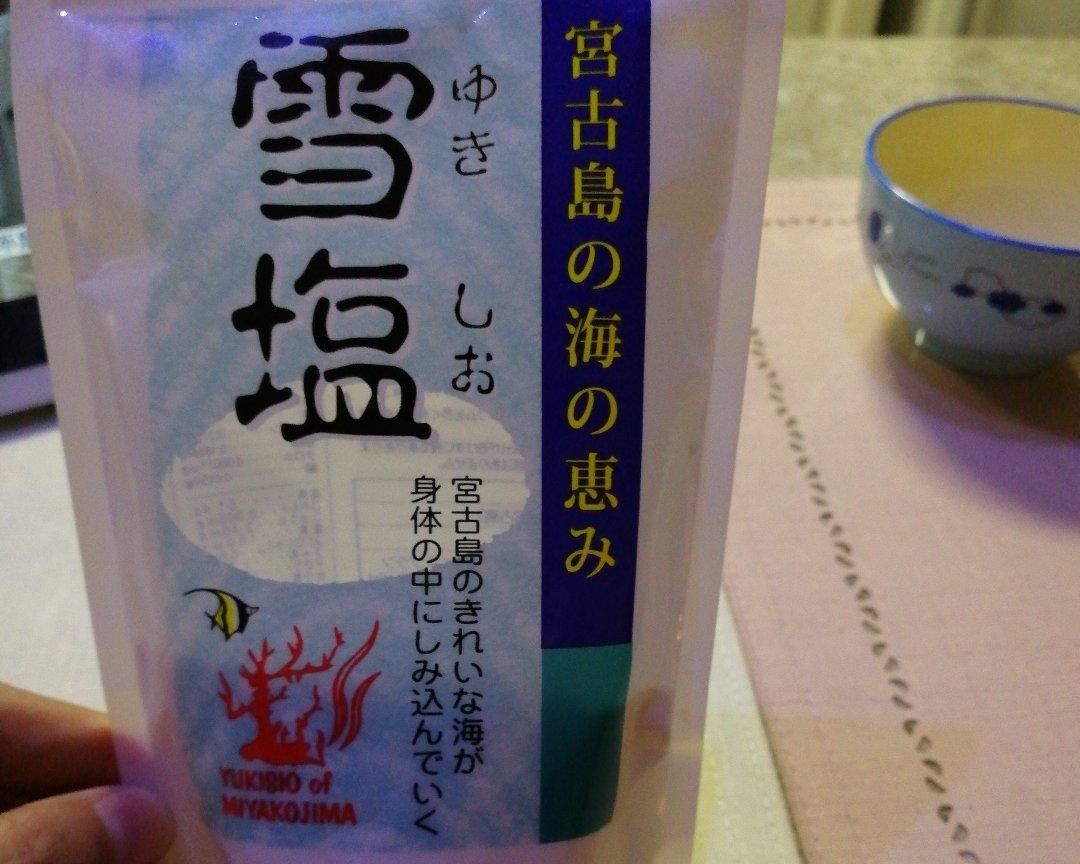 宮古島の海の恵み
ゆき しお
雪塩
宮古島のきれいな海が
身体の中にしみ込んでいく
YUKIBIO of
MIYAKOJIMA